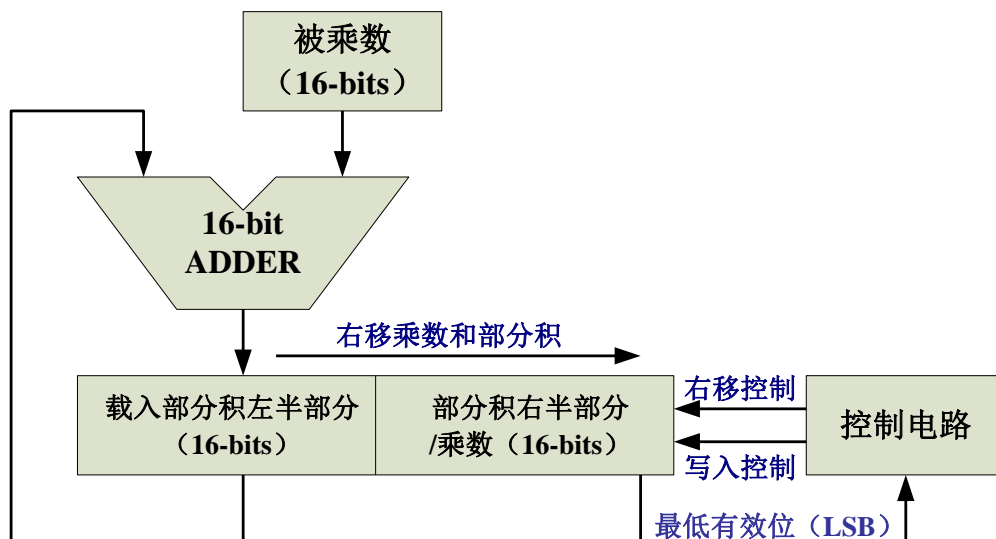 被乘数
（16-bits）
16-bit
ADDER
右移乘数和部分积
载入部分积左半部分
（16-bits）
部分积右半部分
/乘数（16-bits）
右移控制
写入控制
控制电路
最低有效位（LSB）